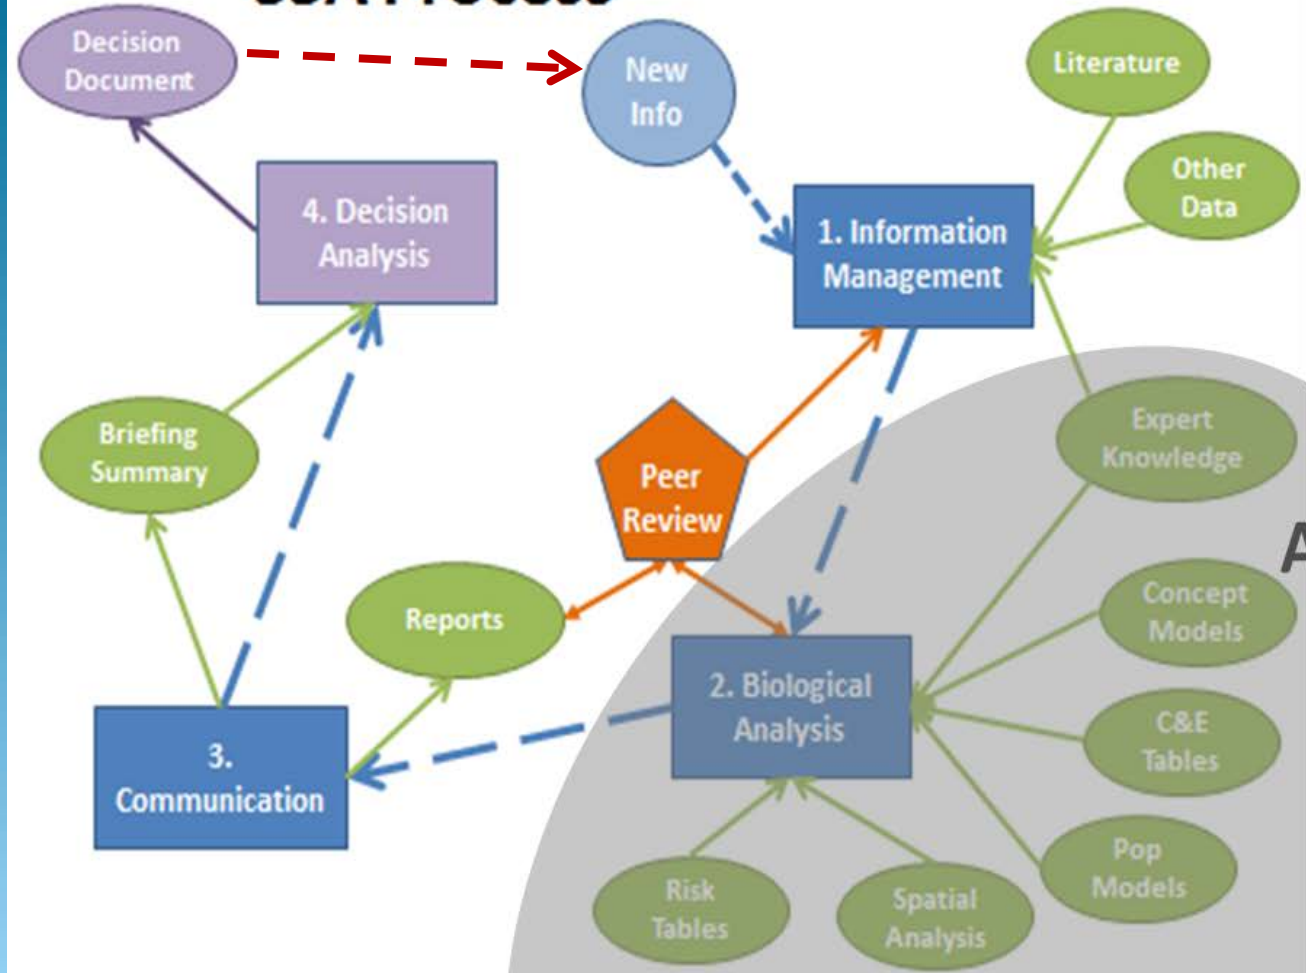 Decision
Document
New
Info
Literature
Other
Data
4. Decision
Analysis
1. Information
Management
Briefing
Summary
Peer
Review
Expert
Knowledge
Reports
Concept
Models
2. Biological
Analysis
C&E
Tables
3.
Communication
Pop
Models
Risk
Tables
Spatial
Analysis